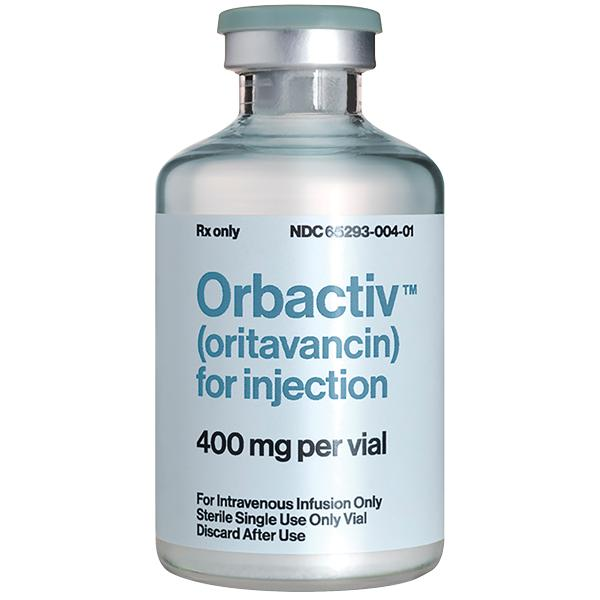 Rx only NDC 65293-004-01
Orbactiv™
(oritavancin)
for injection
400 mg per vial
For Intravenous Infusion Only
Sterile Single Use Only Vial
Discard After Use